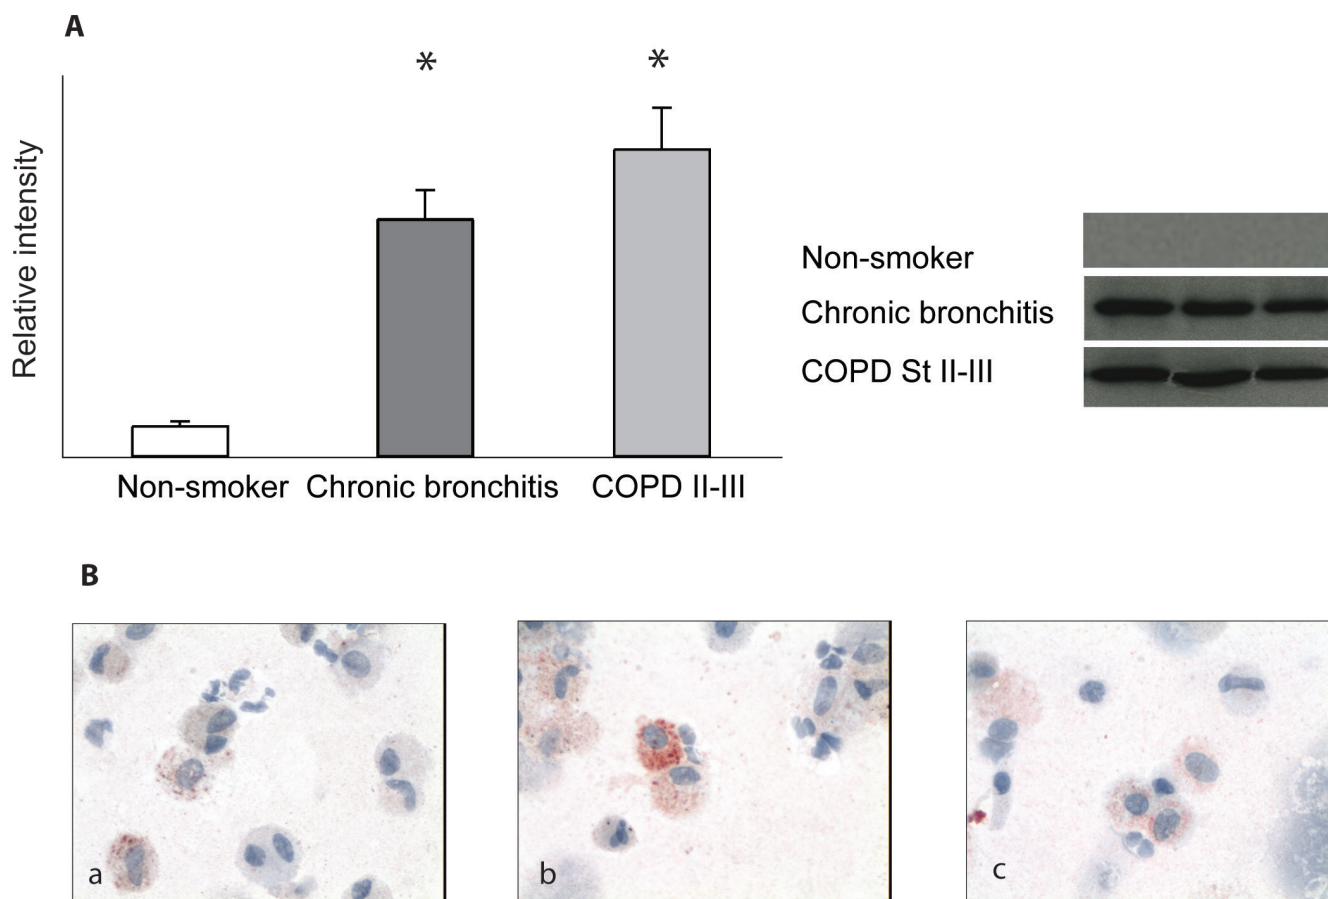 A
*
*
Relative intensity
Non-smoker
Chronic bronchitis
COPD II-III
Non-smoker
Chronic bronchitis
COPD St II-III
B
a
b
c